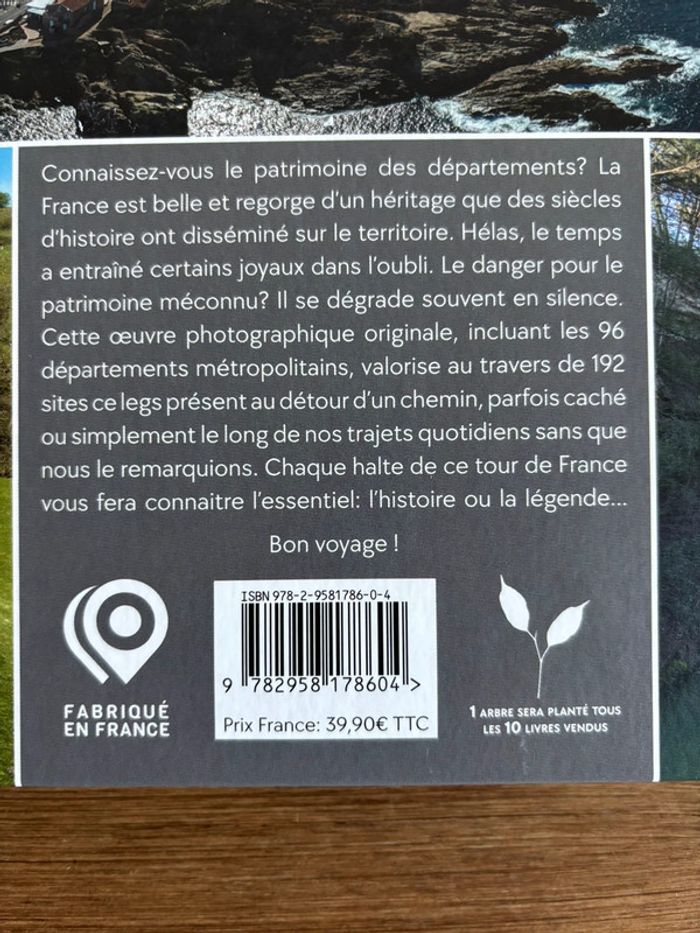 Connaissez-vous le patrimoine des départements? La
France est belle et regorge d'un héritage que des siècles
d'histoire ont disséminé sur le territoire. Hélas, le temps
a entraîné certains joyaux dans l'oubli. Le danger pour le
patrimoine méconnu? Il se dégrade souvent en silence.
Cette œuvre photographique originale, incluant les 96
départements métropolitains, valorise au travers de 192
sites ce legs présent au détour d'un chemin, parfois caché
ou simplement le long de nos trajets quotidiens sans que
nous le remarquions. Chaque halte de ce tour de France
vous fera connaitre l'essentiel: l'histoire ou la légende...
Bon voyage !
FABRIQUÉ
EN FRANCE
ISBN 978-2-9581786-0-4
9 782958 178604 >
Prix France: 39,90€ TTC
1 ARBRE SERA PLANTÉ TOUS
LES 10 LIVRES VENDUS